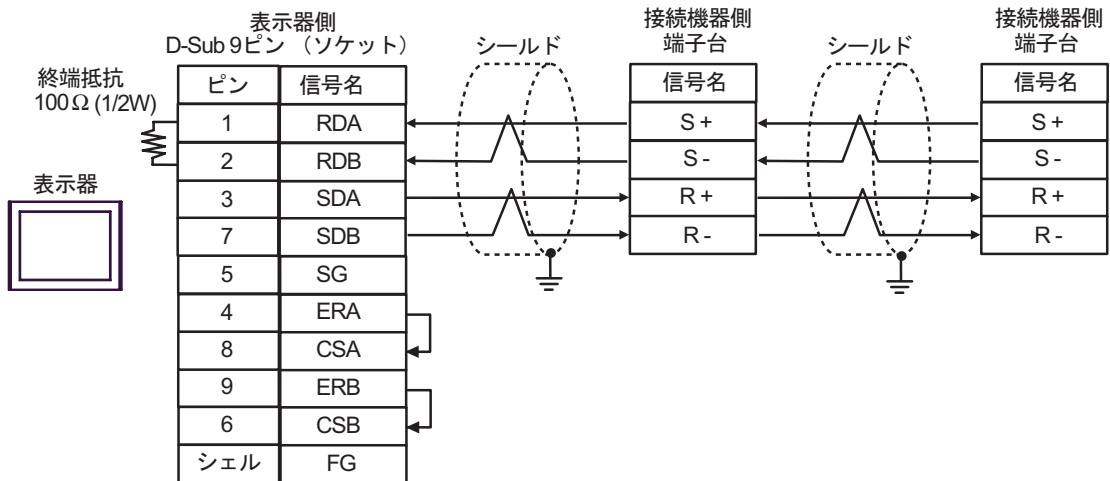 表示器側
D-Sub 9ピン （ソケット）
シールド
接続機器側
端子台
シールド
接続機器側
端子台
終端抵抗
100Ω (1/2W)
表示器
ピン 信号名
1 RDA
2 RDB
3 SDA
7 SDB
5 SG
4 ERA
8 CSA
9 ERB
6 CSB
シェル FG
信号名
S +
S -
R +
R -
信号名
S +
S -
R +
R -